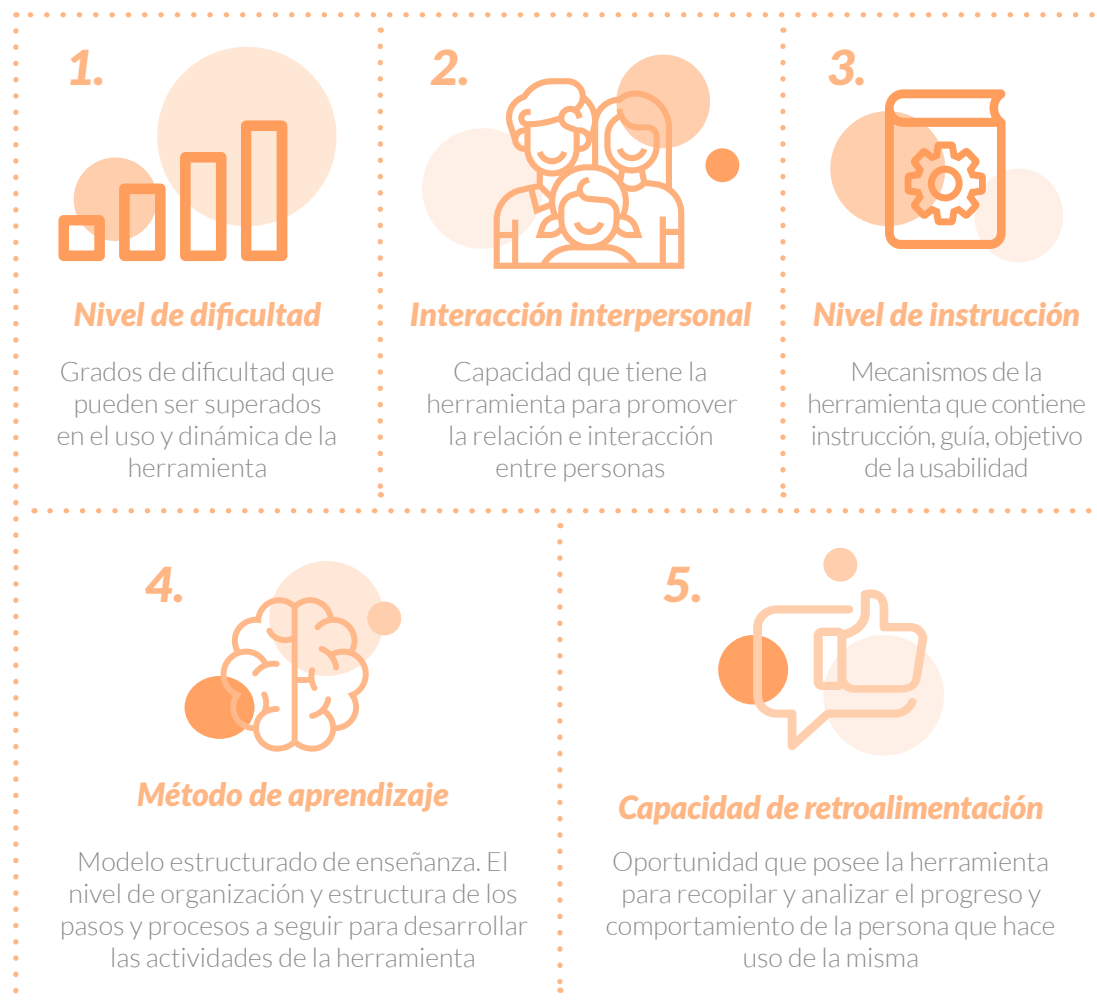 1.
Nivel de dificultad
Grados de dificultad que
pueden ser superados
en el uso y dinámica de la
herramienta
2.
Interacción interpersonal
Capacidad que tiene la
herramienta para promover
la relación e interacción
entre personas
3.
Nivel de instrucción
Mecanismos de la
herramienta que contiene
instrucción, guía, objetivo
de la usabilidad
4.
Método de aprendizaje
Modelo estructurado de enseñanza. El
nivel de organización y estructura de los
pasos y procesos a seguir para desarrollar
las actividades de la herramienta
5.
Capacidad de retroalimentación
Oportunidad que posee la herramienta
para recopilar y analizar el progreso y
comportamiento de la persona que hace
uso de la misma